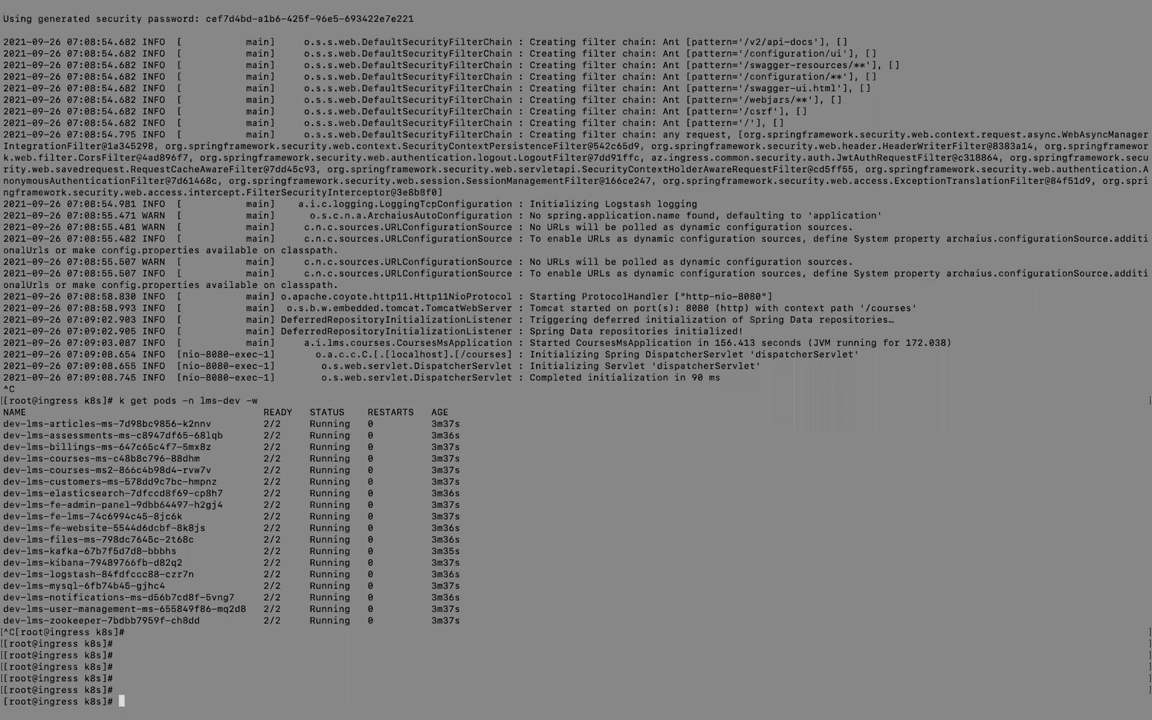 Using generated security password: cef7d4bd-a1b6-425f-96e5-693422e7e221
2021-09-26 07:08:54.682 INFO  [           main]     o.s.s.web.DefaultSecurityFilterChain : Creating filter chain: Ant [pattern='/v2/api-docs'], []
2021-09-26 07:08:54.682 INFO  [           main]     o.s.s.web.DefaultSecurityFilterChain : Creating filter chain: Ant [pattern='/configuration/ui'], []
2021-09-26 07:08:54.682 INFO  [           main]     o.s.s.web.DefaultSecurityFilterChain : Creating filter chain: Ant [pattern='/swagger-resources/**'], []
2021-09-26 07:08:54.682 INFO  [           main]     o.s.s.web.DefaultSecurityFilterChain : Creating filter chain: Ant [pattern='/configuration/**'], []
2021-09-26 07:08:54.682 INFO  [           main]     o.s.s.web.DefaultSecurityFilterChain : Creating filter chain: Ant [pattern='/swagger-ui.html'], []
2021-09-26 07:08:54.682 INFO  [           main]     o.s.s.web.DefaultSecurityFilterChain : Creating filter chain: Ant [pattern='/webjars/**'], []
2021-09-26 07:08:54.682 INFO  [           main]     o.s.s.web.DefaultSecurityFilterChain : Creating filter chain: Ant [pattern='/csrf'], []
2021-09-26 07:08:54.682 INFO  [           main]     o.s.s.web.DefaultSecurityFilterChain : Creating filter chain: Ant [pattern='/'], []
2021-09-26 07:08:54.795 INFO  [           main]     o.s.s.web.DefaultSecurityFilterChain : Creating filter chain: any request, [org.springframework.security.web.context.request.async.WebAsyncManager
IntegrationFilter@1a345298, org.springframework.security.web.context.SecurityContextPersistenceFilter@542c65d9, org.springframework.security.web.header.HeaderWriterFilter@8383a14, org.springframewor
k.web.filter.CorsFilter@4ad896f7, org.springframework.security.web.authentication.logout.LogoutFilter@7dd91ffc, az.ingress.common.security.auth.JwtAuthRequestFilter@c318864, org.springframework.secu
rity.web.savedrequest.RequestCacheAwareFilter@7dd45c93, org.springframework.security.web.servletapi.SecurityContextHolderAwareRequestFilter@cd5ff55, org.springframework.security.web.authentication.A
nonymousAuthenticationFilter@7d61468c, org.springframework.security.web.session.SessionManagementFilter@166ce247, org.springframework.security.web.access.ExceptionTranslationFilter@84f51d9, org.spri
ngframework.security.web.access.intercept.FilterSecurityInterceptor@3e8b8f0]
2021-09-26 07:08:54.981 INFO  [           main]    a.i.c.logging.LoggingTcpConfiguration : Initializing Logstash logging
2021-09-26 07:08:55.471 WARN  [           main]      o.s.c.n.a.ArchaiusAutoConfiguration : No spring.application.name found, defaulting to 'application'
2021-09-26 07:08:55.481 WARN  [           main]       c.n.c.sources.URLConfigurationSource : No URLs will be polled as dynamic configuration sources.
2021-09-26 07:08:55.482 INFO  [           main]       c.n.c.sources.URLConfigurationSource : To enable URLs as dynamic configuration sources, define System property archaius.configurationSource.additi
onalUrls or make config.properties available on classpath.
2021-09-26 07:08:55.507 WARN  [           main]       c.n.c.sources.URLConfigurationSource : No URLs will be polled as dynamic configuration sources.
2021-09-26 07:08:55.507 INFO  [           main]       c.n.c.sources.URLConfigurationSource : To enable URLs as dynamic configuration sources, define System property archaius.configurationSource.additi
onalUrls or make config.properties available on classpath.
2021-09-26 07:08:58.830 INFO  [           main] o.apache.coyote.http11.Http11NioProtocol : Starting ProtocolHandler ["http-nio-8080"]
2021-09-26 07:08:58.993 INFO  [           main]  o.s.b.w.embedded.tomcat.TomcatWebServer : Tomcat started on port(s): 8080 (http) with context path '/courses'
2021-09-26 07:09:02.903 INFO  [           main] DeferredRepositoryInitializationListener : Triggering deferred initialization of Spring Data repositories…
2021-09-26 07:09:02.905 INFO  [           main] DeferredRepositoryInitializationListener : Spring Data repositories initialized!
2021-09-26 07:09:03.087 INFO  [           main]     a.i.lms.courses.CoursesMsApplication : Started CoursesMsApplication in 156.413 seconds (JVM running for 172.038)
2021-09-26 07:09:08.654 INFO  [nio-8080-exec-1]       o.a.c.c.C.[.[localhost].[/courses] : Initializing Spring DispatcherServlet 'dispatcherServlet'
2021-09-26 07:09:08.655 INFO  [nio-8080-exec-1]        o.s.web.servlet.DispatcherServlet : Initializing Servlet 'dispatcherServlet'
2021-09-26 07:09:08.745 INFO  [nio-8080-exec-1]        o.s.web.servlet.DispatcherServlet : Completed initialization in 90 ms
^C
[[root@ingress k8s]# k get pods -n lms-dev -w ]
NAME                                       READY   STATUS    RESTARTS   AGE
dev-lms-articles-ms-7d98bc9856-k2nnv       2/2     Running   0          3m37s
dev-lms-assessments-ms-c8947df65-68lqb     2/2     Running   0          3m36s
dev-lms-billings-ms-647c65c4f7-5mx8z       2/2     Running   0          3m37s
dev-lms-courses-ms-c48b8c796-88dhm         2/2     Running   0          3m37s
dev-lms-courses-ms2-866c4b98d4-rvw7v       2/2     Running   0          3m37s
dev-lms-customers-ms-578dd9c7bc-hmpnz      2/2     Running   0          3m37s
dev-lms-elasticsearch-7dfccd8f69-cp8h7     2/2     Running   0          3m36s
dev-lms-fe-admin-panel-9dbb64497-h2gj4     2/2     Running   0          3m37s
dev-lms-fe-lms-74c6994c45-8jc6k            2/2     Running   0          3m37s
dev-lms-fe-website-5544d6dcbf-8k8js        2/2     Running   0          3m37s
dev-lms-files-ms-798dc7645c-2t68c          2/2     Running   0          3m36s
dev-lms-kafka-67b7f5d7d8-bbbhs             2/2     Running   0          3m35s
dev-lms-kibana-79489766fb-d82q2            2/2     Running   0          3m37s
dev-lms-logstash-84fdfccc88-czr7n          2/2     Running   0          3m36s
dev-lms-mysql-6fb74b45-gjhc4               2/2     Running   0          3m37s
dev-lms-notifications-ms-d56b7cd8f-5vng7   2/2     Running   0          3m36s
dev-lms-user-management-ms-655849f86-mq2d8 2/2     Running   0          3m37s
dev-lms-zookeeper-7bdbb7959f-ch8dd         2/2     Running   0          3m37s
[^C[root@ingress k8s]# ]
[[root@ingress k8s]# ]
[[root@ingress k8s]# ]
[[root@ingress k8s]# ]
[[root@ingress k8s]# ]
[[root@ingress k8s]# ]
[root@ingress k8s]#